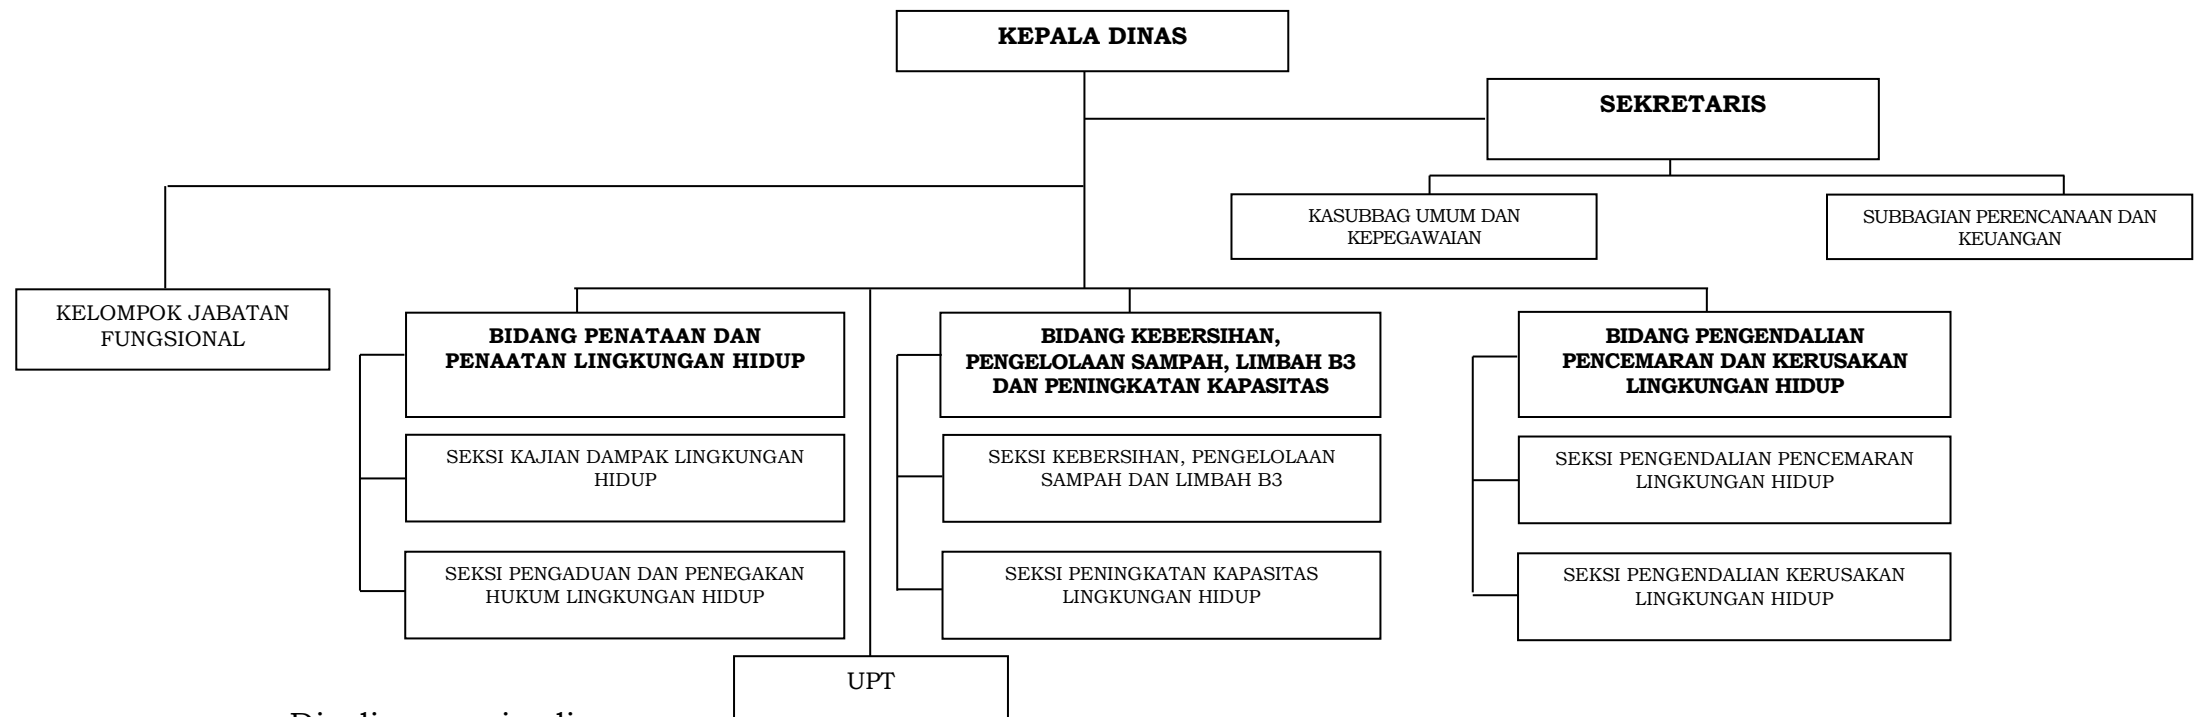 KEPALA DINAS
SEKRETARIS
KASUBBAG UMUM DAN
KEPEGAWAIAN
SUBBAGIAN PERENCANAAN DAN
KEUANGAN
KELOMPOK JABATAN
FUNGSIONAL
BIDANG PENATAAN DAN
PENAATAN LINGKUNGAN HIDUP
SEKSI KAJIAN DAMPAK LINGKUNGAN
HIDUP
SEKSI PENGADUAN DAN PENEGAKAN
HUKUM LINGKUNGAN HIDUP
BIDANG KEBERSIHAN,
PENGELOLAAN SAMPAH, LIMBAH B3
DAN PENINGKATAN KAPASITAS
SEKSI KEBERSIHAN, PENGELOLAAN
SAMPAH DAN LIMBAH B3
SEKSI PENINGKATAN KAPASITAS
LINGKUNGAN HIDUP
BIDANG PENGENDALIAN
PENCEMARAN DAN KERUSAKAN
LINGKUNGAN HIDUP
SEKSI PENGENDALIAN PENCEMARAN
LINGKUNGAN HIDUP
SEKSI PENGENDALIAN KERUSAKAN
LINGKUNGAN HIDUP
UPT